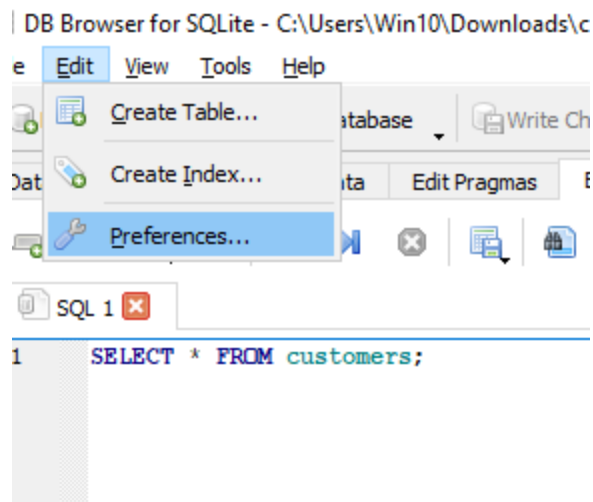 DB Browser for SQLite - C:\Users\Win10\Downloads\c
e Edit View Tools Help
Create Table...
atabase
Write Ch
Create Index...
Dat
ta
Edit Pragmas
E
Preferences...
SQL 1
1 SELECT * FROM customers;